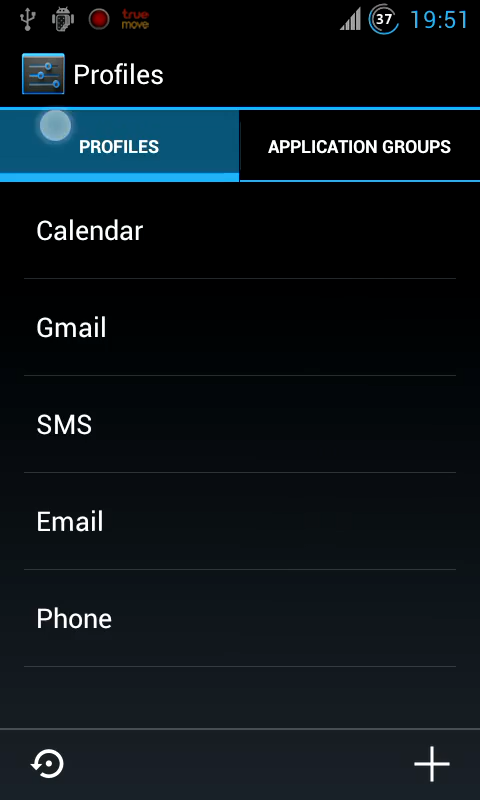 true move 37 19:51
Profiles
PROFILES APPLICATION GROUPS
Calendar
Gmail
SMS
Email
Phone